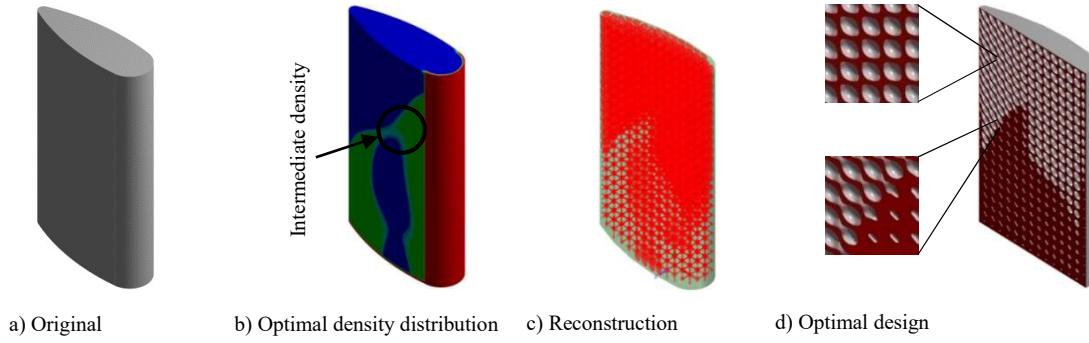 Intermediate density
a) Original
b) Optimal density distribution
c) Reconstruction
d) Optimal design